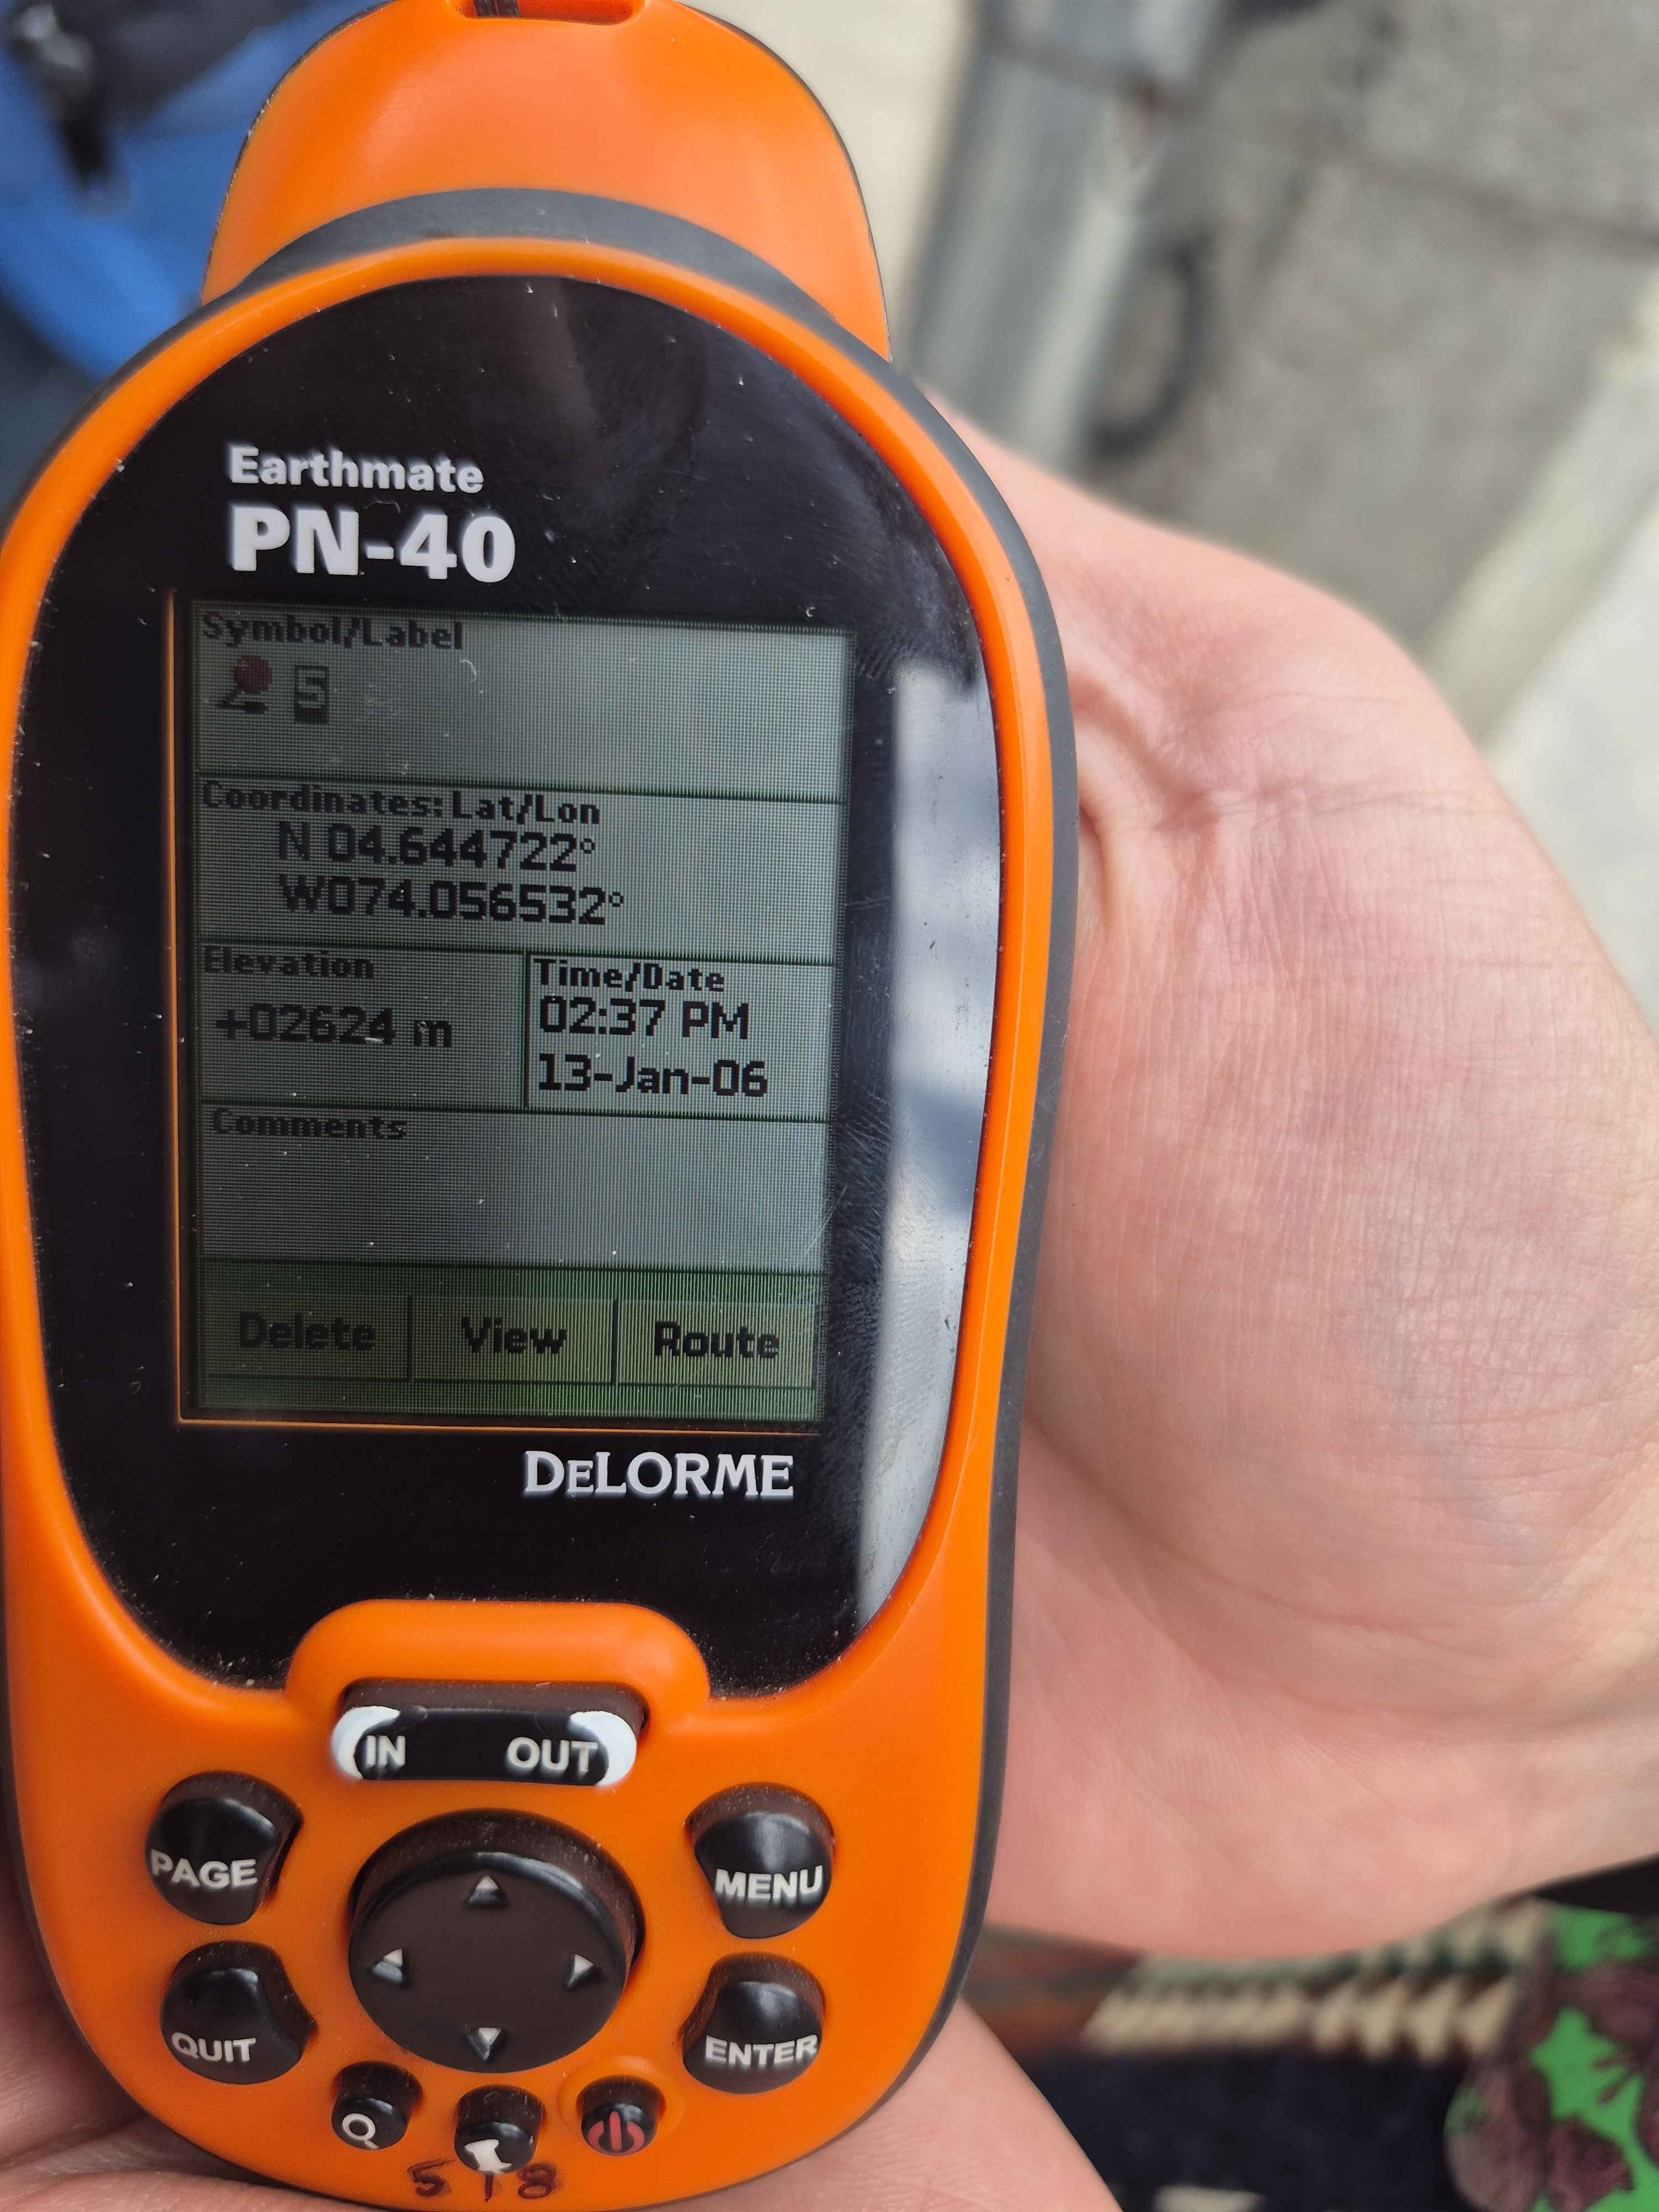 Earthmate
PN-40
Symbol/Label
5
Coordinates: Lat/Lon
N 04.644722°
W074.056532°
Elevation
+02624 m
Time/Date
02:37 PM
13-Jan-06
Comments
Delete View Route
DELORME
IN OUT
PAGE MENU
QUIT ENTER
518